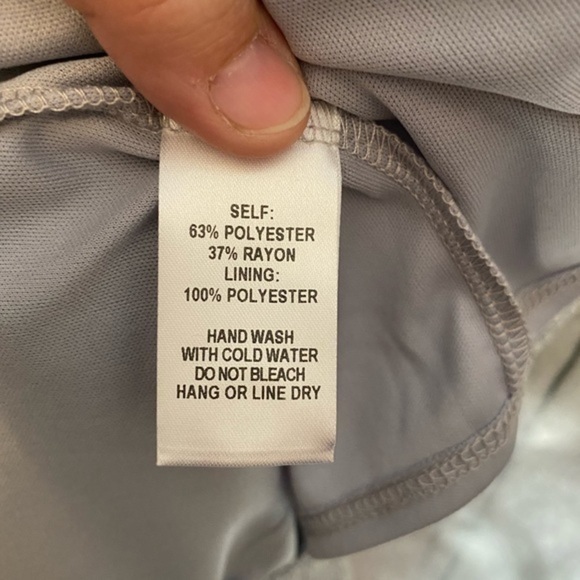 SELF:
63% POLYESTER
37% RAYON
LINING:
100% POLYESTER
HAND WASH
WITH COLD WATER
DO NOT BLEACH
HANG OR LINE DRY